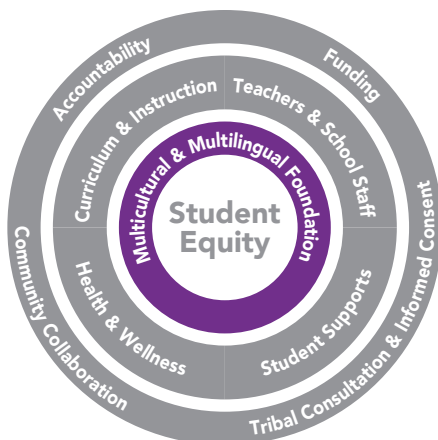 Accountability
Funding
Curriculum & Instruction
Teachers & School Staff
Multicultural & Multilingual Foundation
Student
Equity
Health & Wellness
Student Supports
Community Collaboration
Tribal Consultation & Informed Consent